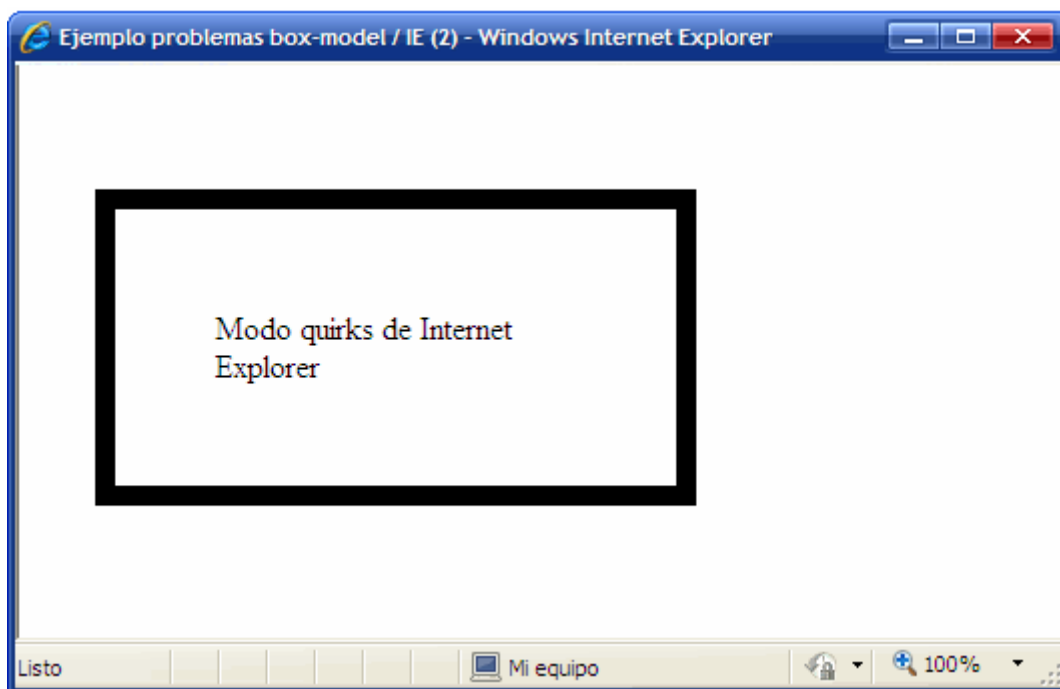 Ejemplo problemas box-model / IE (2) - Windows Internet Explorer
Modo quirks de Internet
Explorer
Listo
Mi equipo
100%